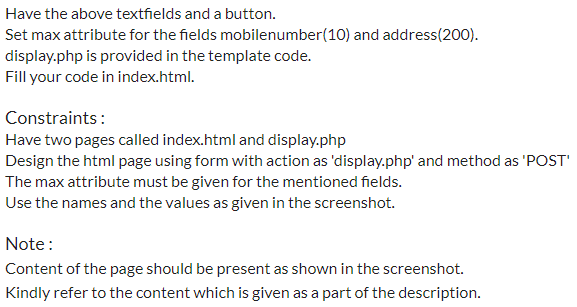 Have the above textfields and a button.
Set max attribute for the fields mobilenumber(10) and address(200).
display.php is provided in the template code.
Fill your code in index.html.
Constraints :
Have two pages called index.html and display.php
Design the html page using form with action as 'display.php' and method as 'POST'
The max attribute must be given for the mentioned fields.
Use the names and the values as given in the screenshot.
Note :
Content of the page should be present as shown in the screenshot.
Kindly refer to the content which is given as a part of the description.